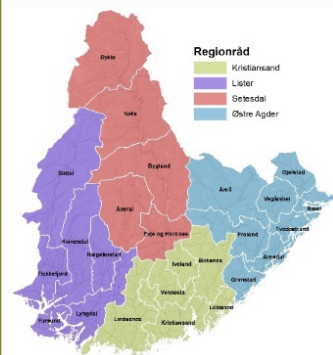 Regionråd
Kristiansand
Lister
Setesdal
Østre Agder
Bykle
Valle
Bygland
Sirdal
Åseral
Evje og Hornnes
Åmli
Gjerstad
Vegårshei
Risør
Tvedestrand
Froland
Arendal
Grimstad
Kvinesdal
Hægebostad
Iveland
Birkenes
Flekkefjord
Vennesla
Lillesand
Farsund
Lyngdal
Lindesnes
Kristiansand